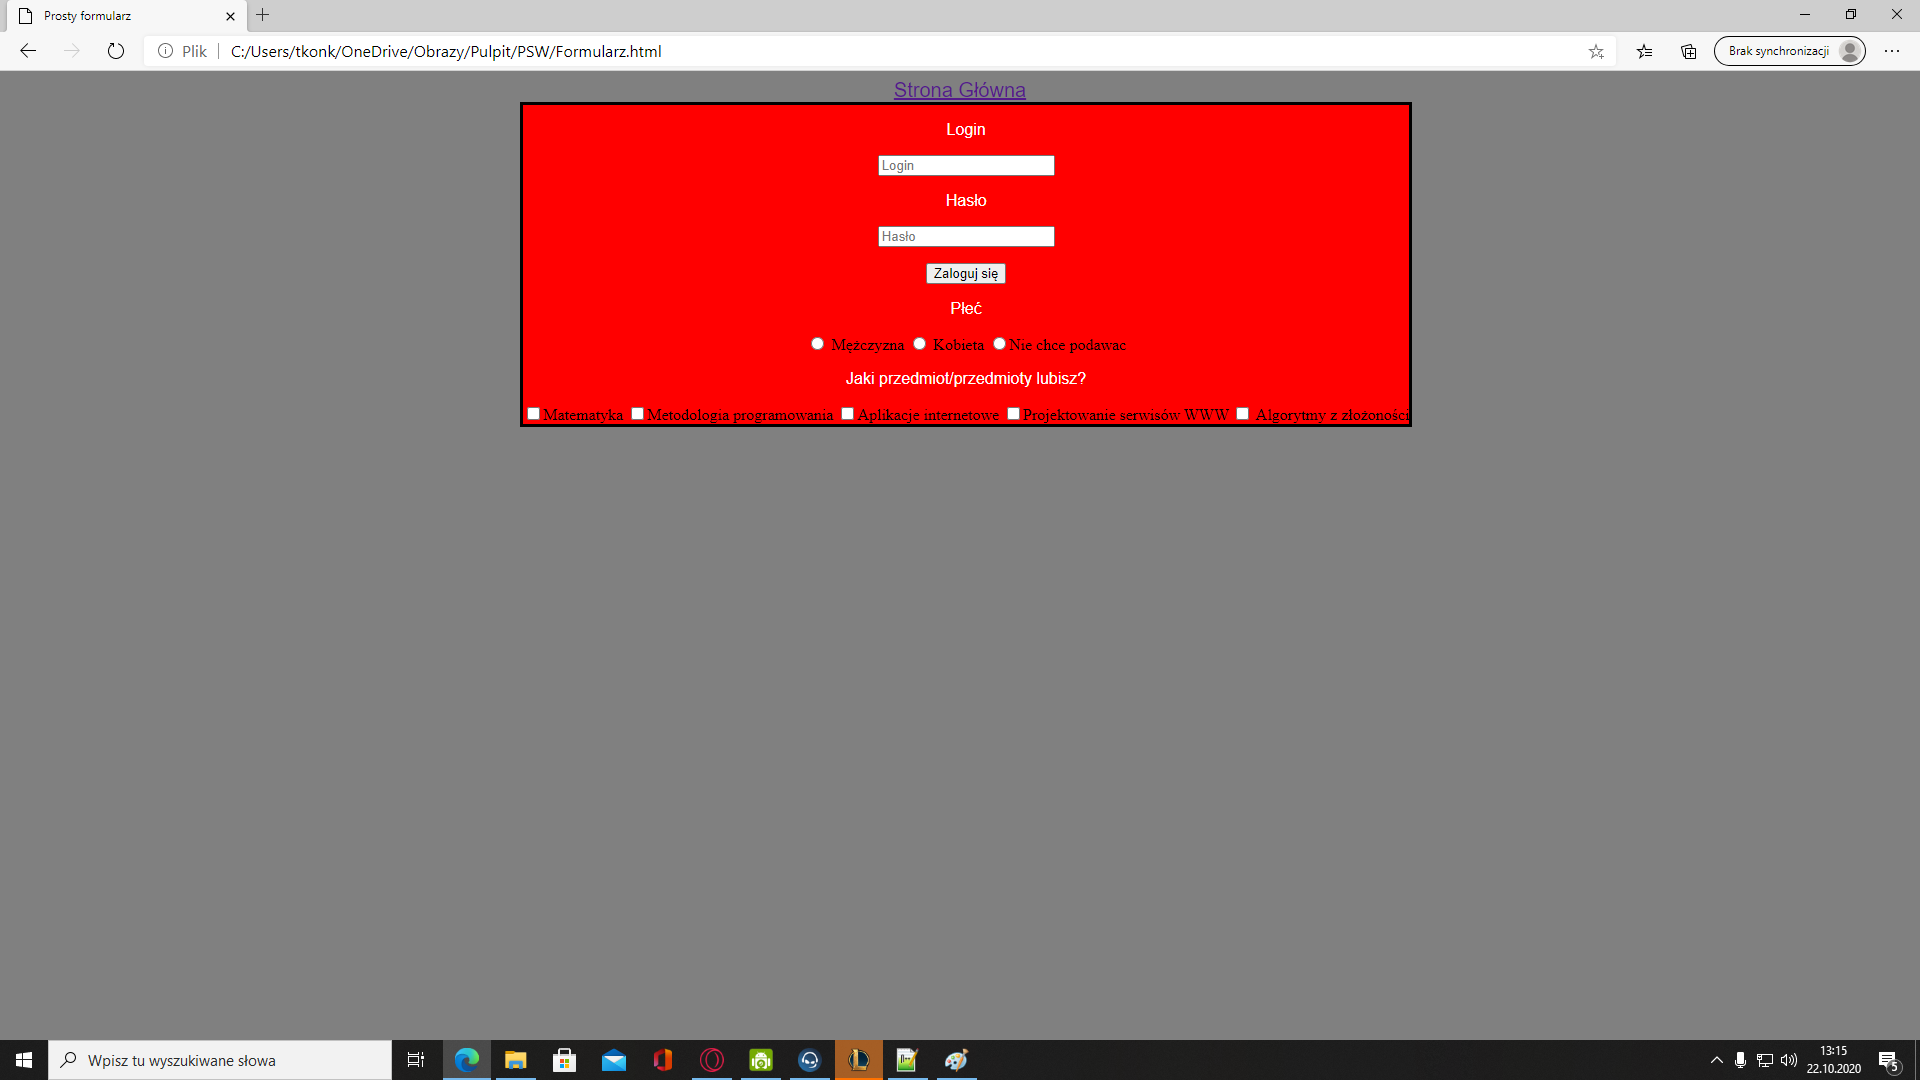 Prosty formularz
Plik C:/Users/tkonk/OneDrive/Obrazy/Pulpit/PSW/Formularz.html Brak synchronizacji
Strona Główna
Login
Login
Hasło
Hasło
Zaloguj się
Płeć
Mężczyzna Kobieta Nie chce podawac
Jaki przedmiot/przedmioty lubisz?
Matematyka Metodologia programowania Aplikacje internetowe Projektowanie serwisów WWW Algorytmy z złożoności
Wpisz tu wyszukiwane słowa
13:15
22.10.2020
5